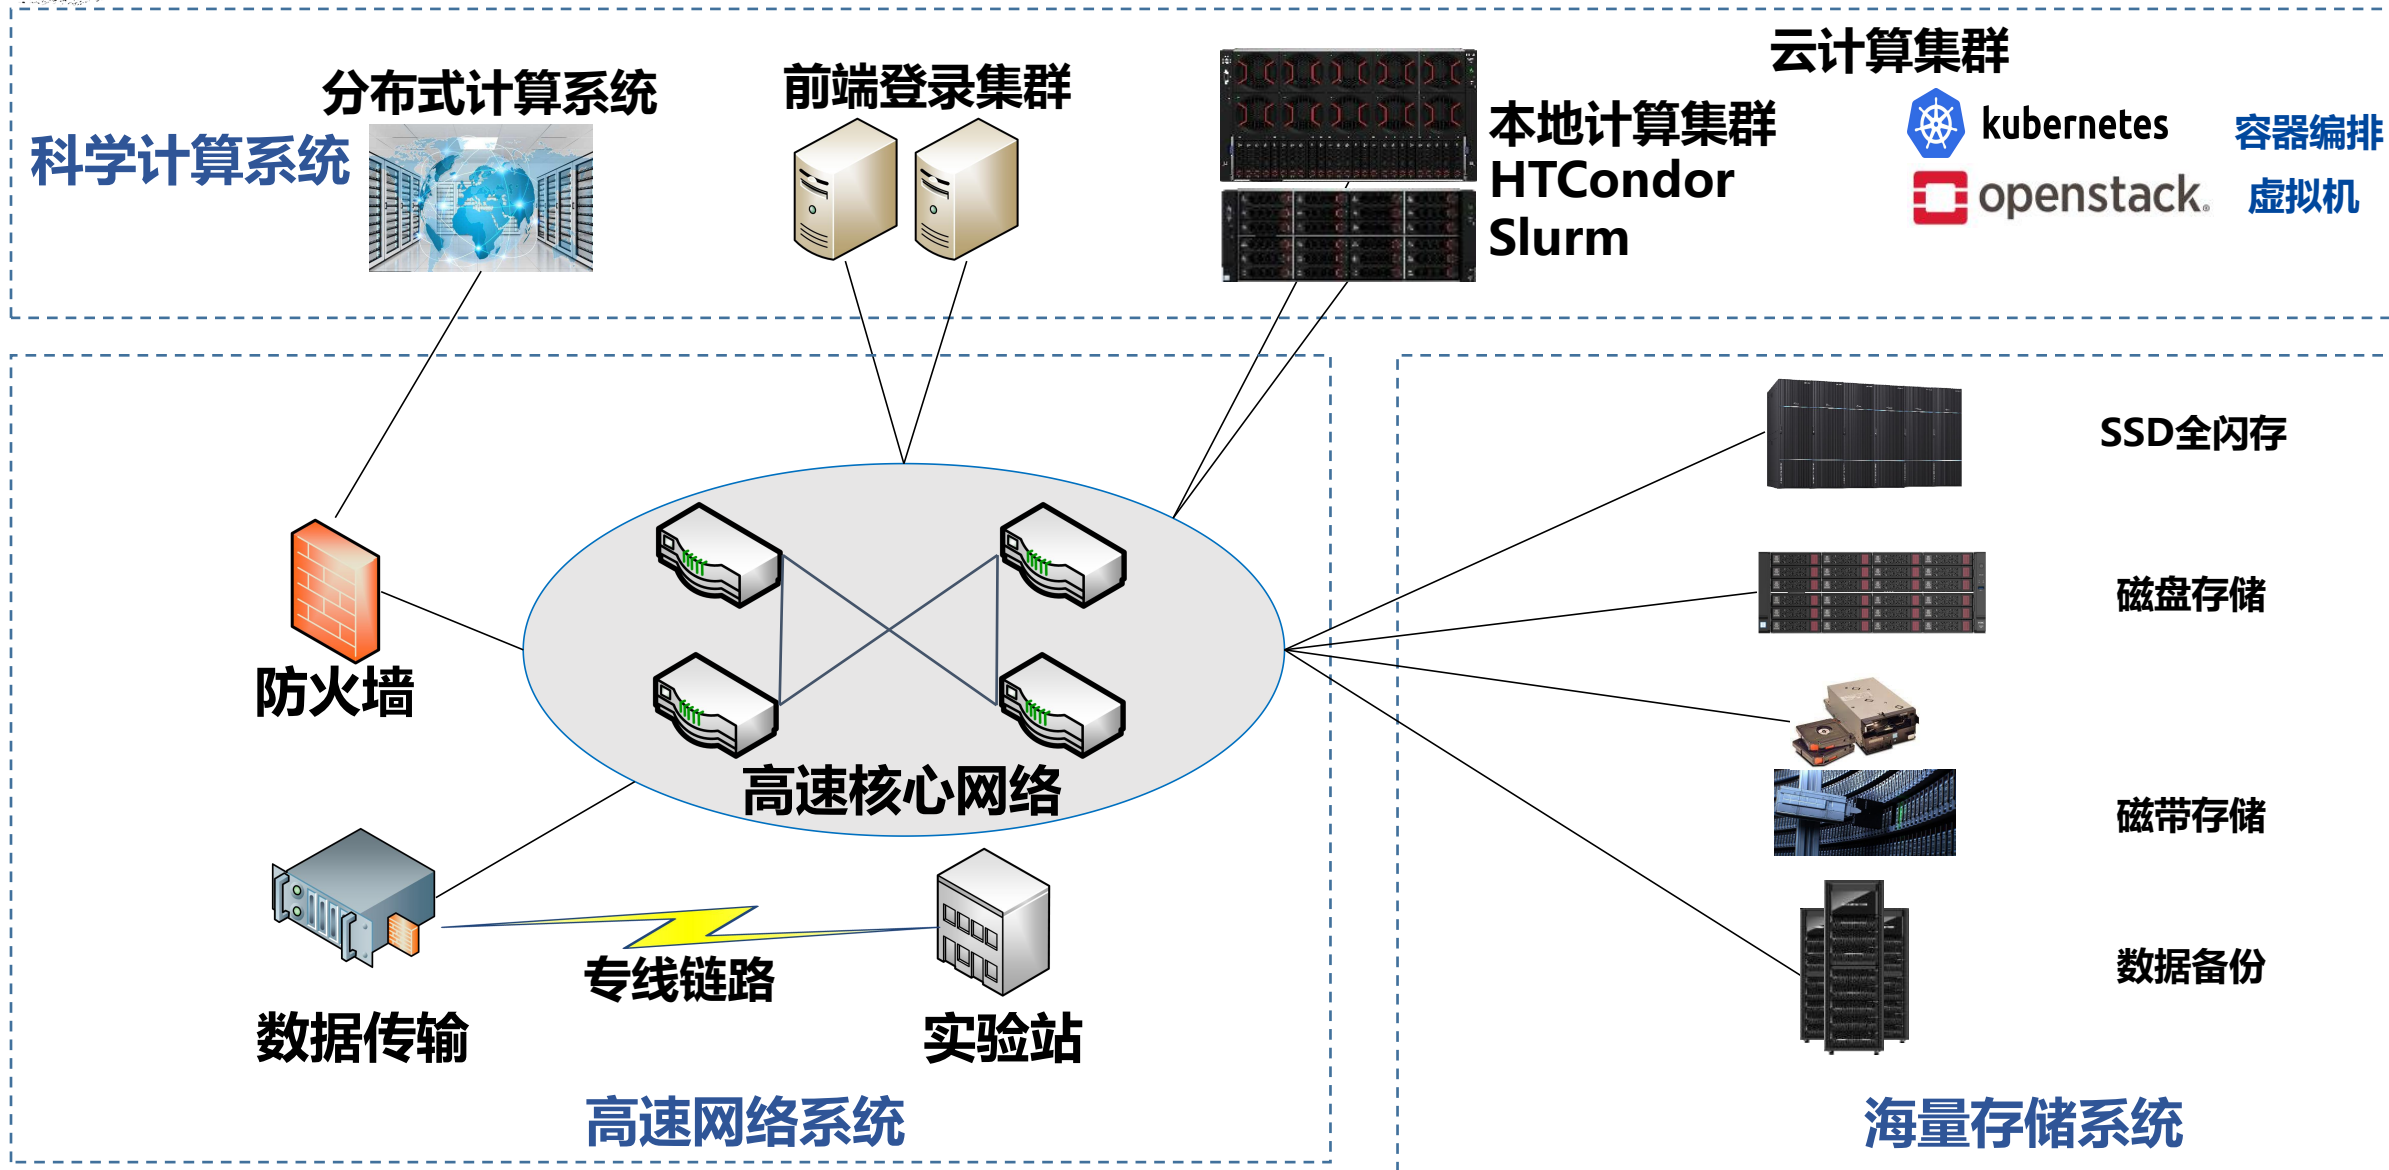 科学计算系统
分布式计算系统
前端登录集群
本地计算集群
HTCondor
Slurm
云计算集群
kubernetes
容器编排
openstack
虚拟机
防火墙
高速核心网络
数据传输
专线链路
实验站
高速网络系统
SSD全闪存
磁盘存储
磁带存储
数据备份
海量存储系统